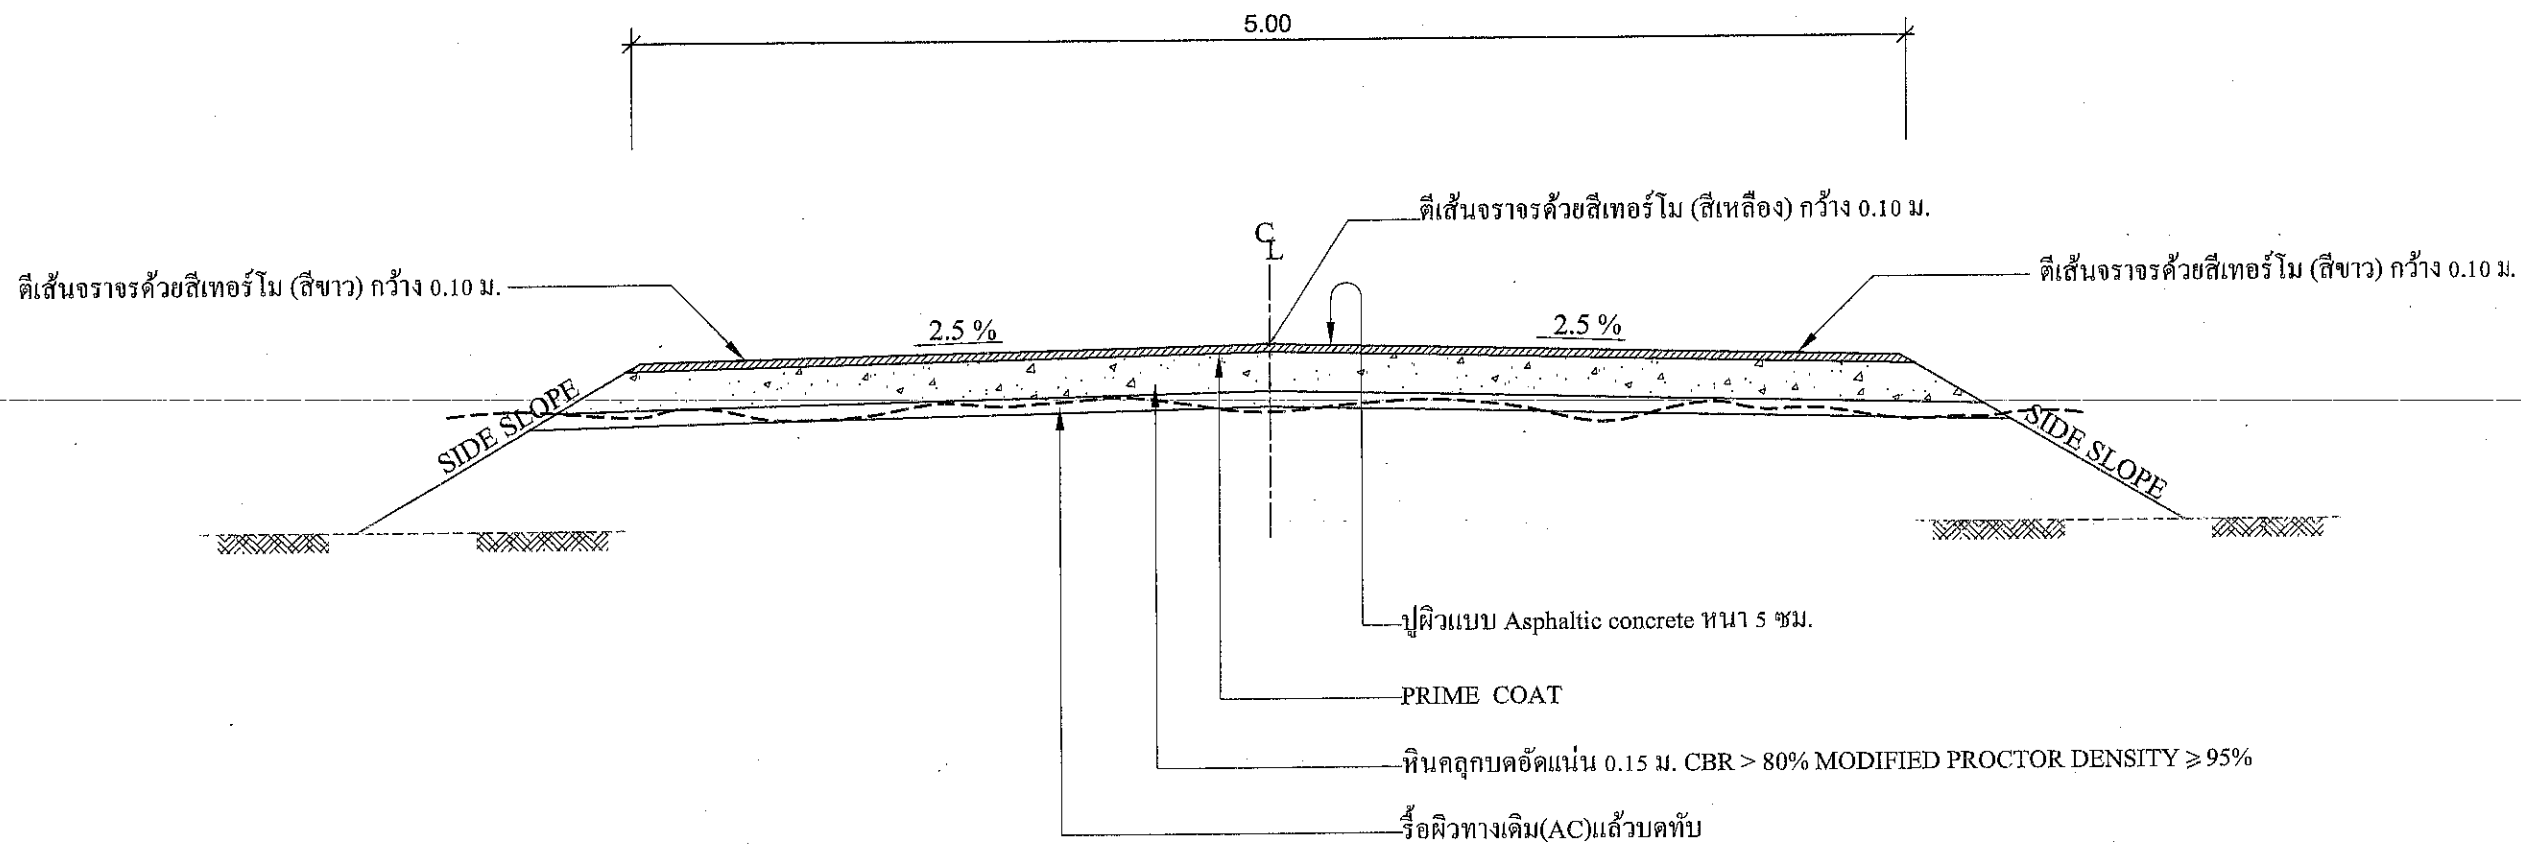 5.00
ตีเส้นจราจรด้วยสีเทอร์โม (สีเหลือง) กว้าง 0.10 ม.
CL
ตีเส้นจราจรด้วยสีเทอร์โม (สีขาว) กว้าง 0.10 ม.
ตีเส้นจราจรด้วยสีเทอร์โม (สีขาว) กว้าง 0.10 ม.
2.5 %
2.5 %
SIDE SLOPE
SIDE SLOPE
ปูผิวแบบ Asphaltic concrete หนา 5 ซม.
PRIME COAT
หินคลุกบดอัดแน่น 0.15 ม. CBR > 80% MODIFIED PROCTOR DENSITY ⩾ 95%
รื้อผิวทางเดิม(AC)แล้วบดทับ